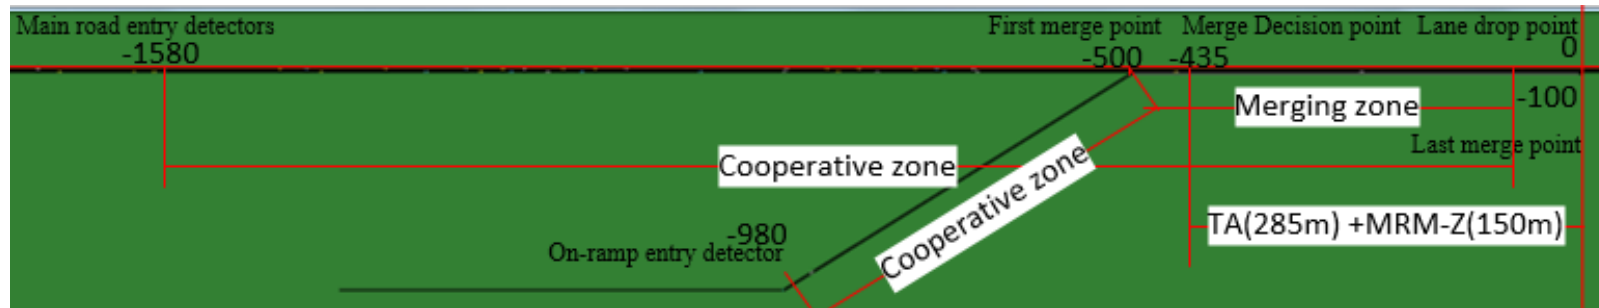 Main road entry detectors
-1580
First merge point
-500
Merge Decision point
-435
Lane drop point
0
Merging zone
-100
Last merge point
Cooperative zone
Cooperative zone
TA(285m) +MRM-Z(150m)
-980
On-ramp entry detector